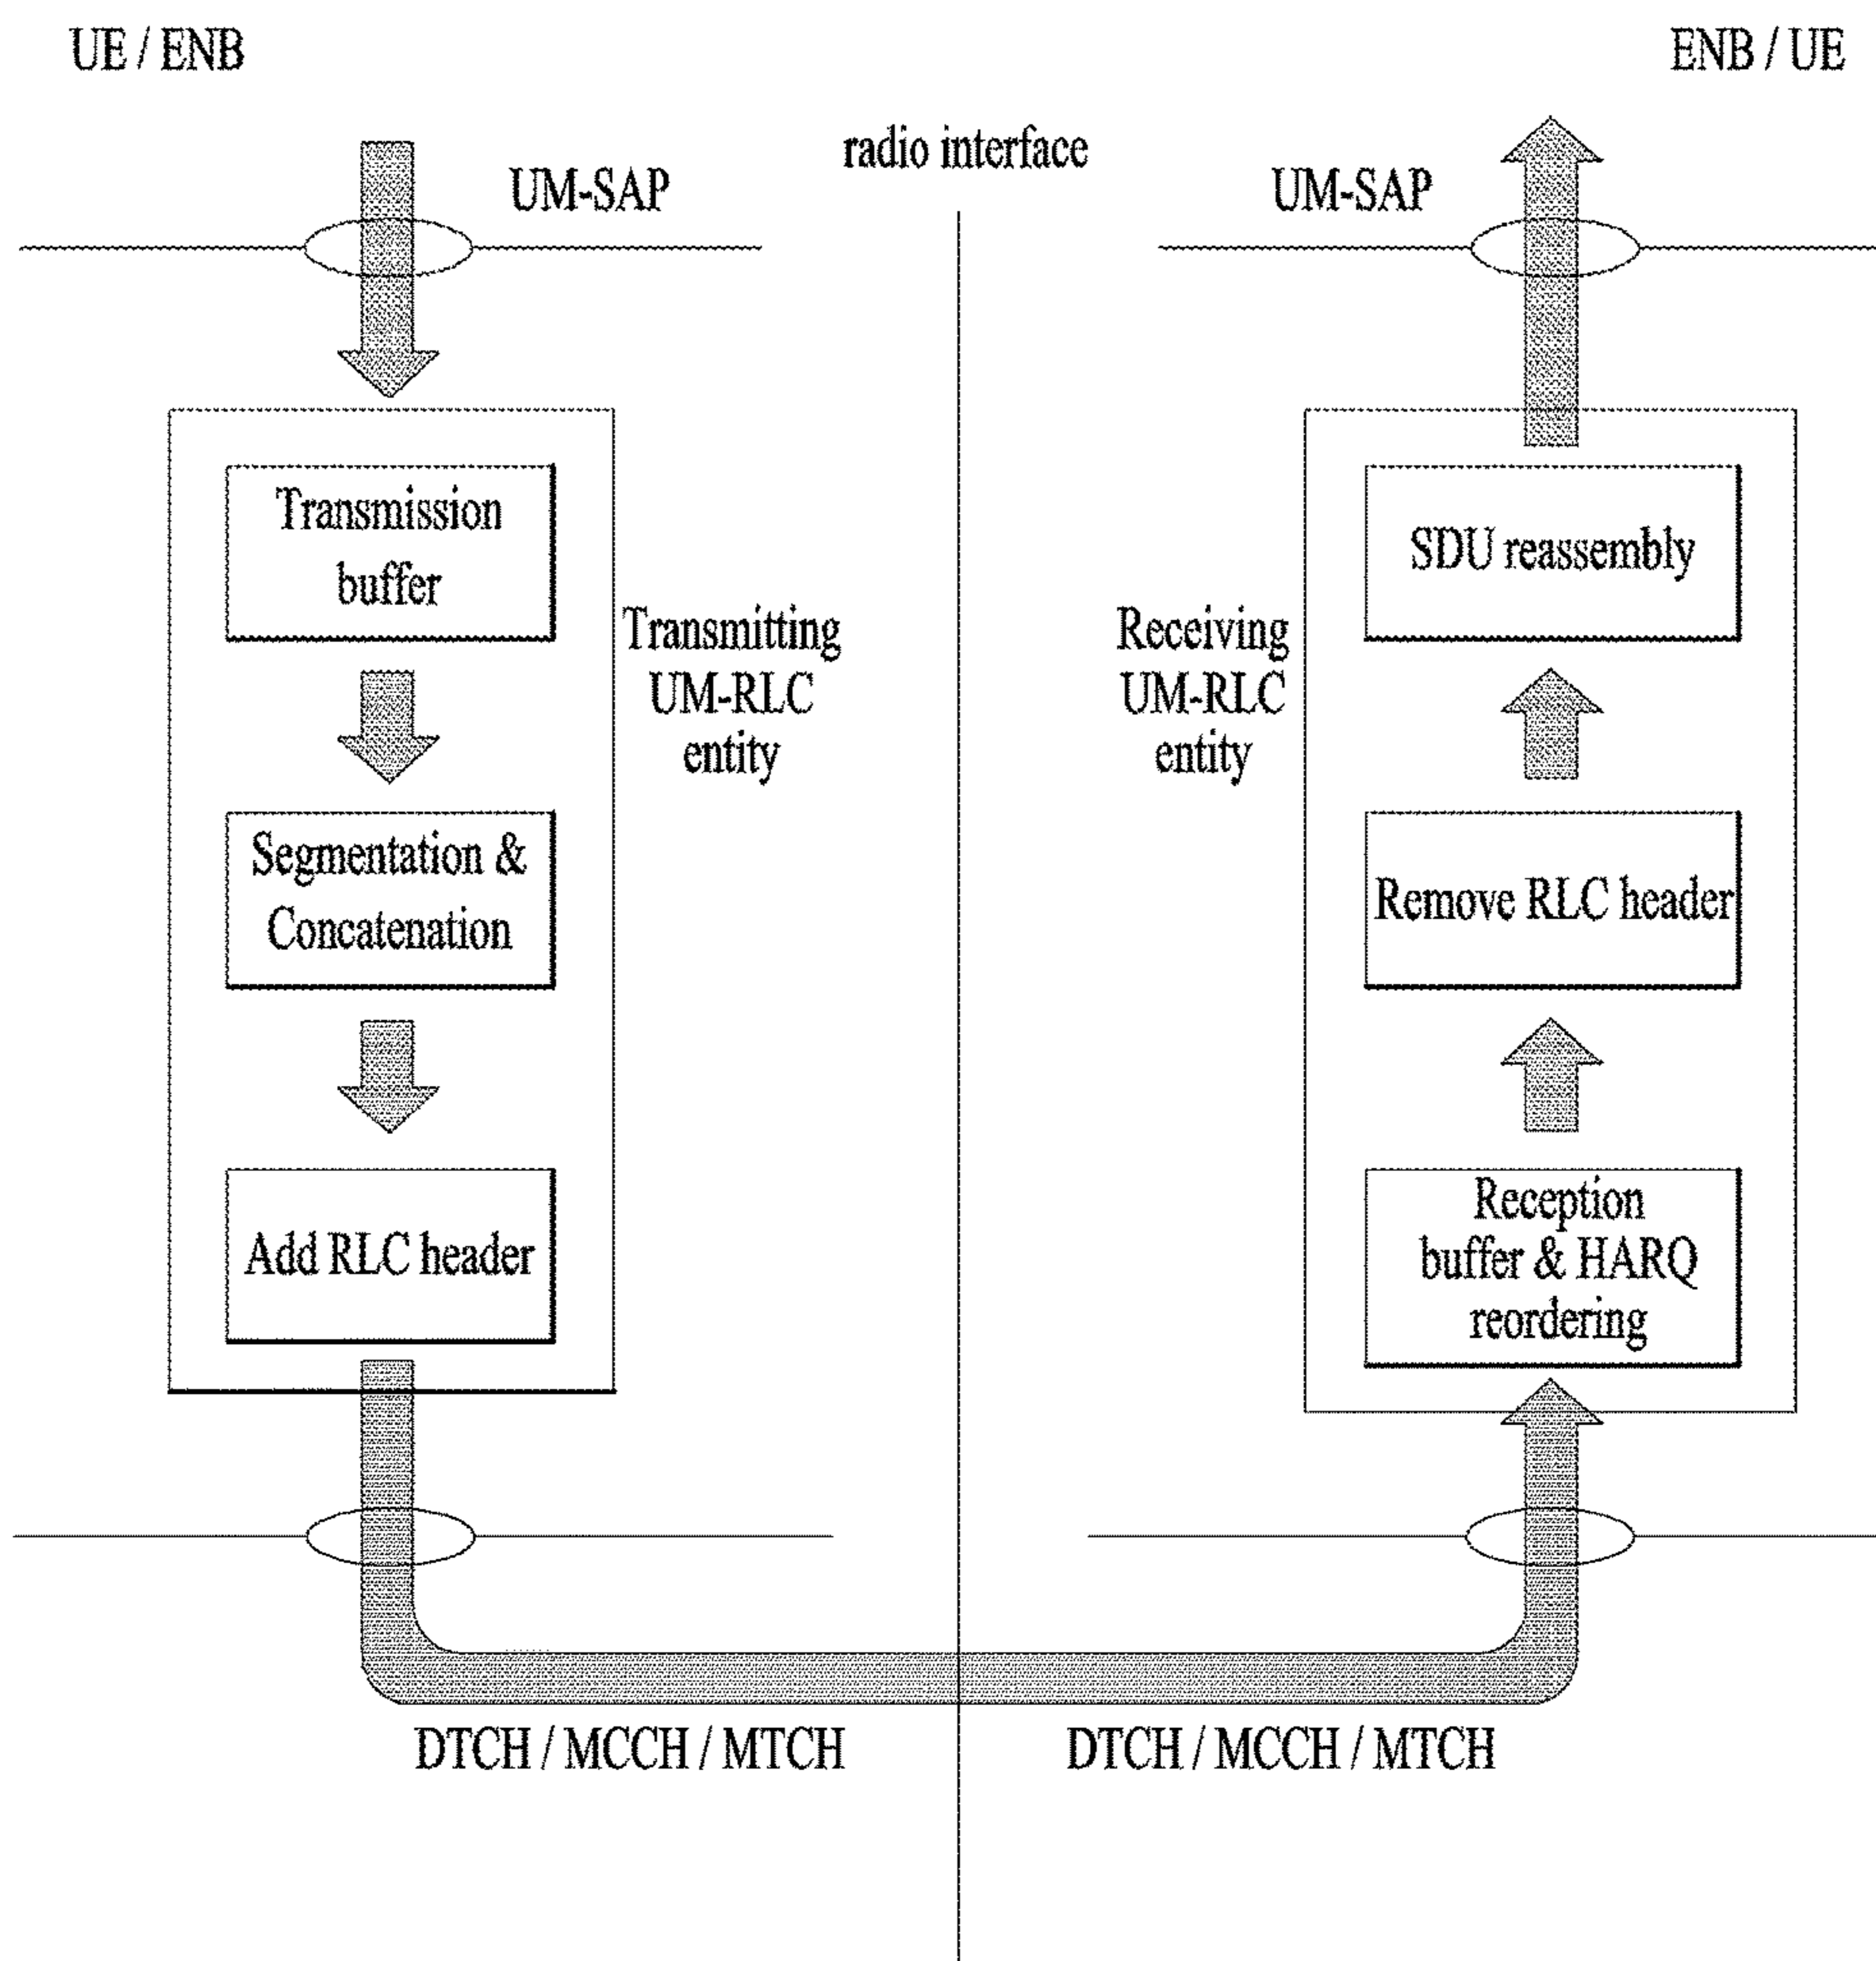 UE / ENB
ENB / UE
radio interface
UM-SAP
UM-SAP
Transmission
buffer
Segmentation &
Concatenation
Add RLC header
Transmitting
UM-RLC
entity
Receiving
UM-RLC
entity
SDU reassembly
Remove RLC header
Reception
buffer & HARQ
reordering
DTCH / MCCH / MTCH
DTCH / MCCH / MTCH